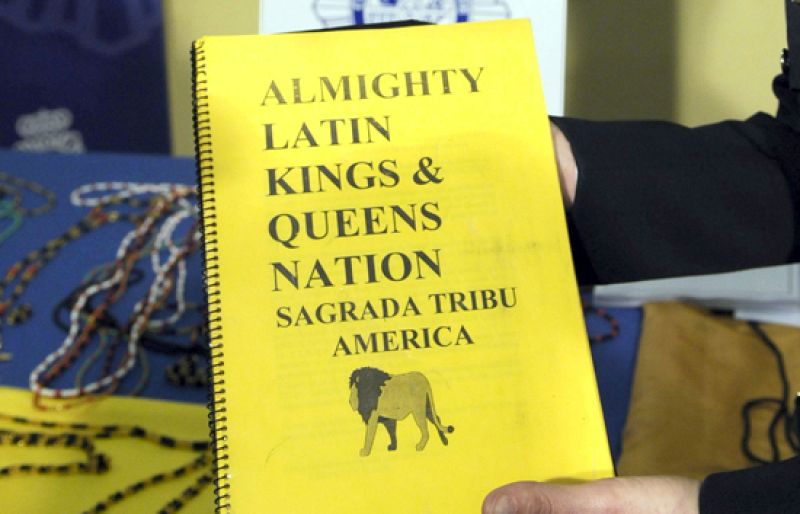 ALMIGHTY
LATIN
KINGS &
QUEENS
NATION
SAGRADA TRIBU
AMERICA